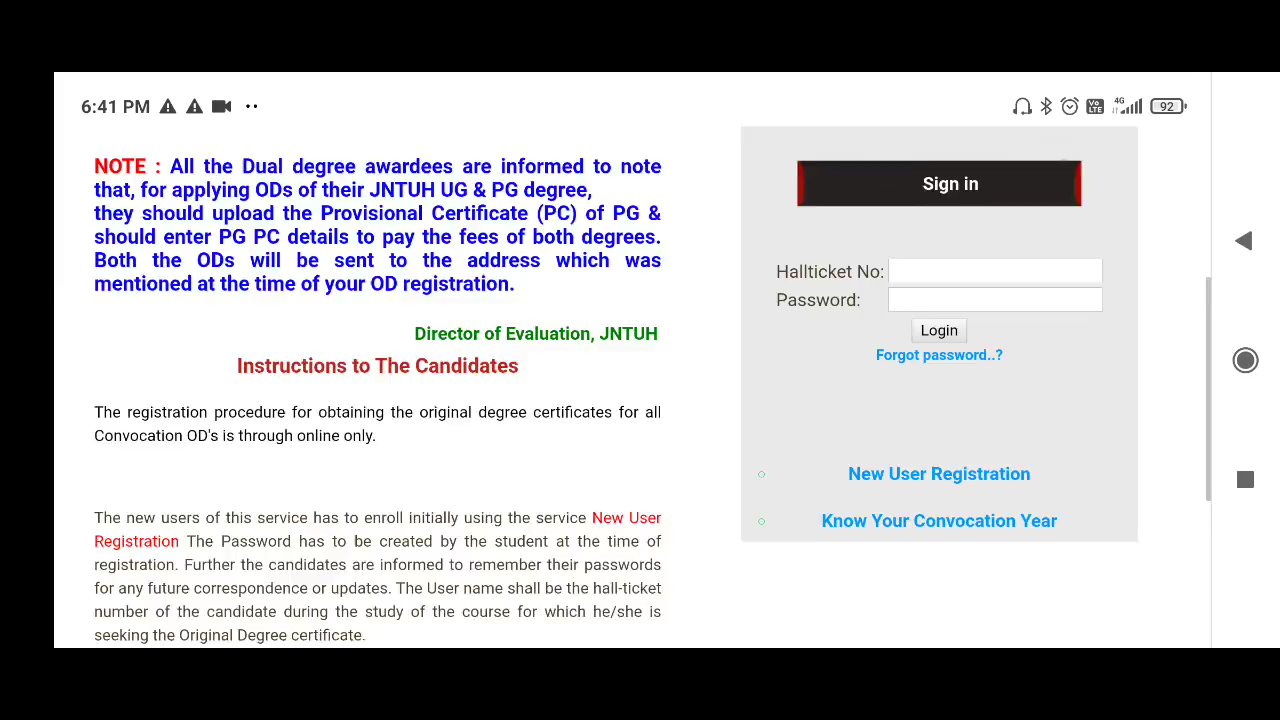 6:41 PM
4G
VO LTE
92
NOTE : All the Dual degree awardees are informed to note
that, for applying ODs of their JNTUH UG & PG degree,
they should upload the Provisional Certificate (PC) of PG &
should enter PG PC details to pay the fees of both degrees.
Both the ODs will be sent to the address which was
mentioned at the time of your OD registration.
Director of Evaluation, JNTUH
Instructions to The Candidates
The registration procedure for obtaining the original degree certificates for all
Convocation OD's is through online only.
The new users of this service has to enroll initially using the service New User
Registration The Password has to be created by the student at the time of
registration. Further the candidates are informed to remember their passwords
for any future correspondence or updates. The User name shall be the hall-ticket
number of the candidate during the study of the course for which he/she is
seeking the Original Degree certificate.
Sign in
Hallticket No:
Password:
Login
Forgot password..?
New User Registration
Know Your Convocation Year